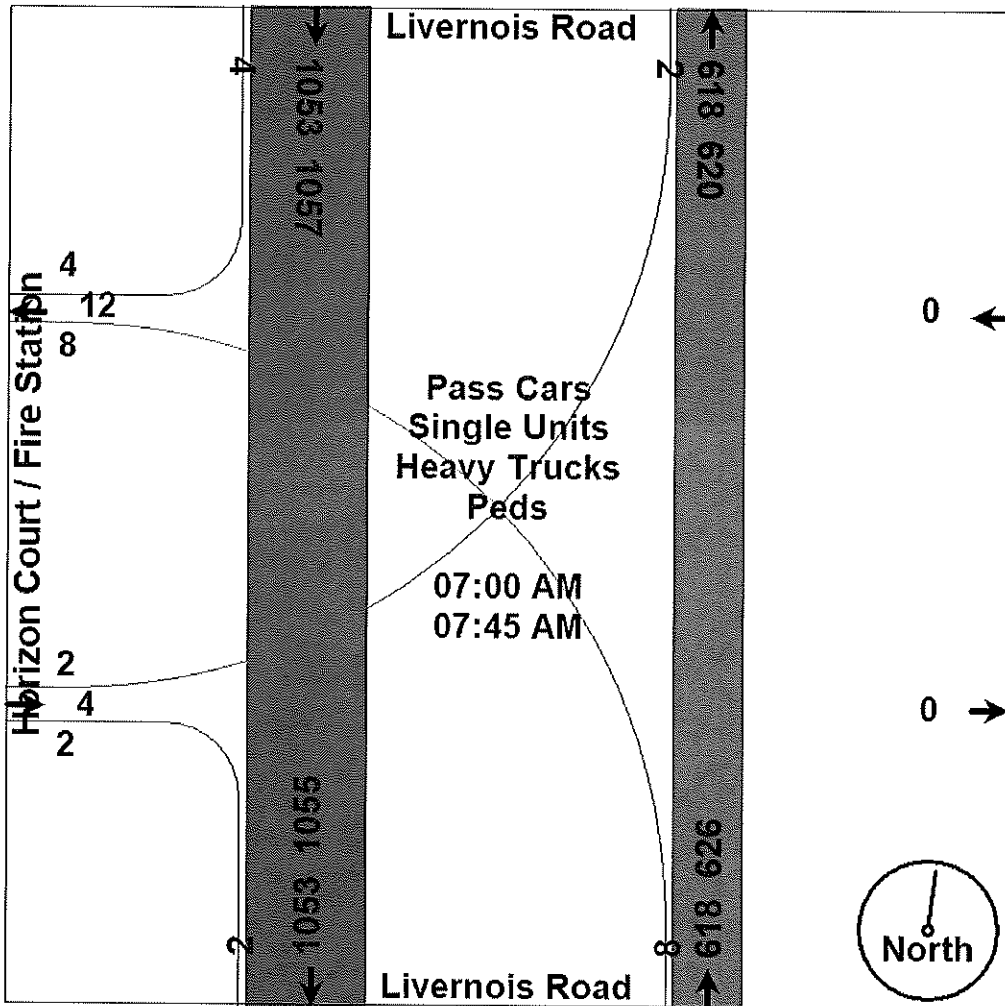 Livernois Road
4
1053 1057
2
618 620
4
12
8
0
Horizon Court / Fire Station
Pass Cars
Single Units
Heavy Trucks
Peds
07:00 AM
07:45 AM
2
4
2
0
2
1053 1055
8
618 626
North
Livernois Road